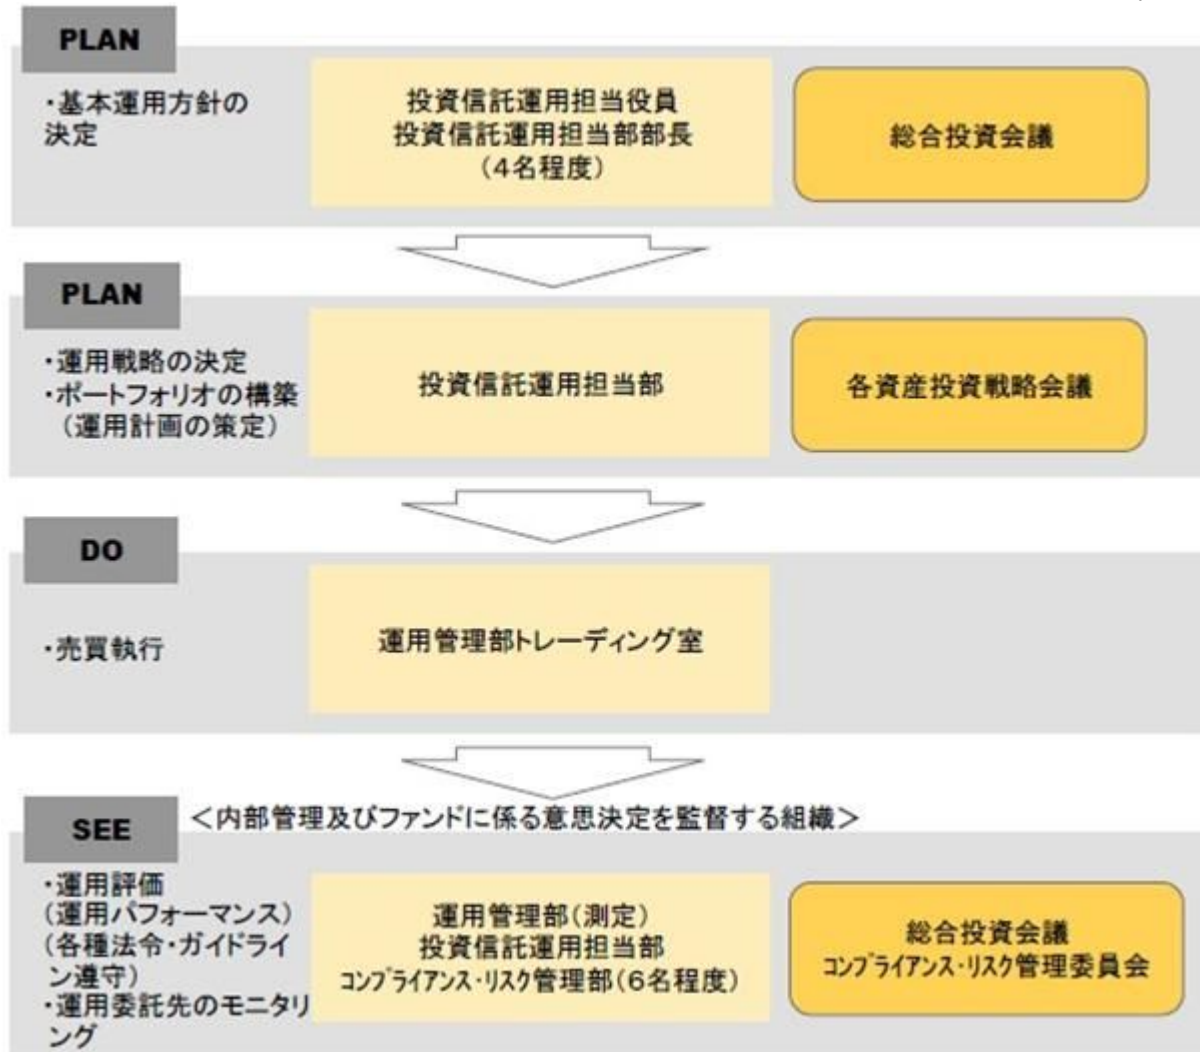 PLAN
・基本運用方針の
決定
投資信託運用担当役員
投資信託運用担当部部長
(4名程度)
総合投資会議
PLAN
・運用戦略の決定
・ポートフォリオの構築
(運用計画の策定)
投資信託運用担当部
各資産投資戦略会議
DO
・売買執行
運用管理部トレーディング室
SEE
<内部管理及びファンドに係る意思決定を監督する組織>
・運用評価
(運用パフォーマンス)
(各種法令・ガイドライ
ン遵守)
・運用委託先のモニタリ
ング
運用管理部(測定)
投資信託運用担当部
コンプライアンス・リスク管理部(6名程度)
総合投資会議
コンプライアンス・リスク管理委員会